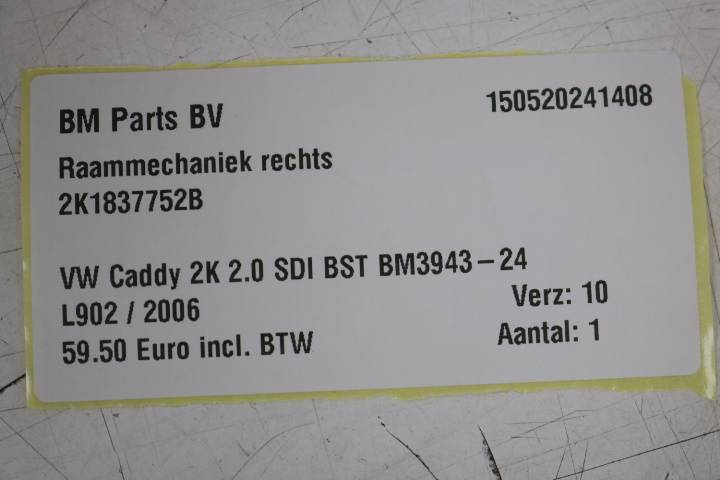 BM Parts BV 150520241408
Raammechaniek rechts
2K1837752B
VW Caddy 2K 2.0 SDI BST BM3943-24
L902 / 2006 Verz: 10
59.50 Euro incl. BTW Aantal: 1